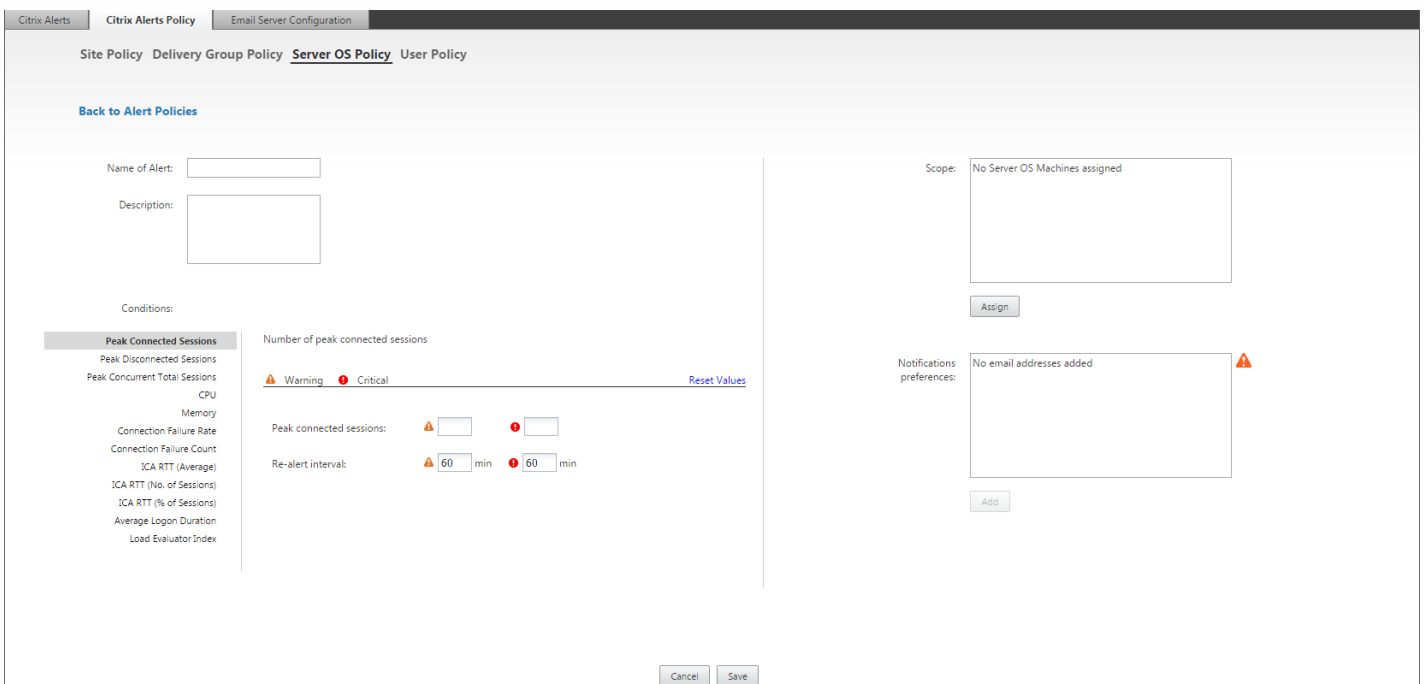 Citrix Alerts Citrix Alerts Policy Email Server Configuration
Site Policy Delivery Group Policy Server OS Policy User Policy
Back to Alert Policies
Name of Alert:
Description:
Conditions:
Peak Connected Sessions
Peak Disconnected Sessions
Peak Concurrent Total Sessions
CPU
Memory
Connection Failure Rate
Connection Failure Count
ICA RTT (Average)
ICA RTT (No. of Sessions)
ICA RTT (% of Sessions)
Average Logon Duration
Load Evaluator Index
Number of peak connected sessions
Warning Critical Reset Values
Peak connected sessions:
Re-alert interval: 60 min 60 min
Scope: No Server OS Machines assigned
Assign
Notifications preferences: No email addresses added
Add
Cancel Save